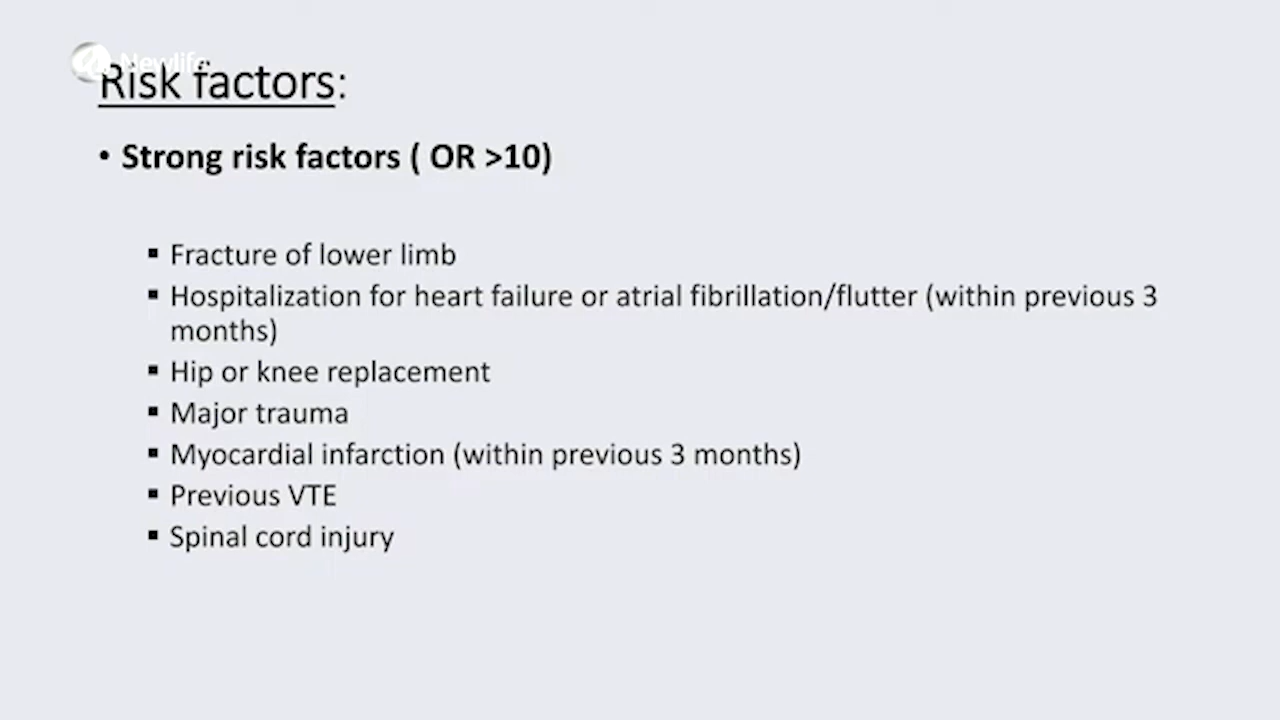 Newlife
Risk factors:
• Strong risk factors ( OR >10)
▪ Fracture of lower limb
▪ Hospitalization for heart failure or atrial fibrillation/flutter (within previous 3
months)
▪ Hip or knee replacement
▪ Major trauma
▪ Myocardial infarction (within previous 3 months)
▪ Previous VTE
▪ Spinal cord injury